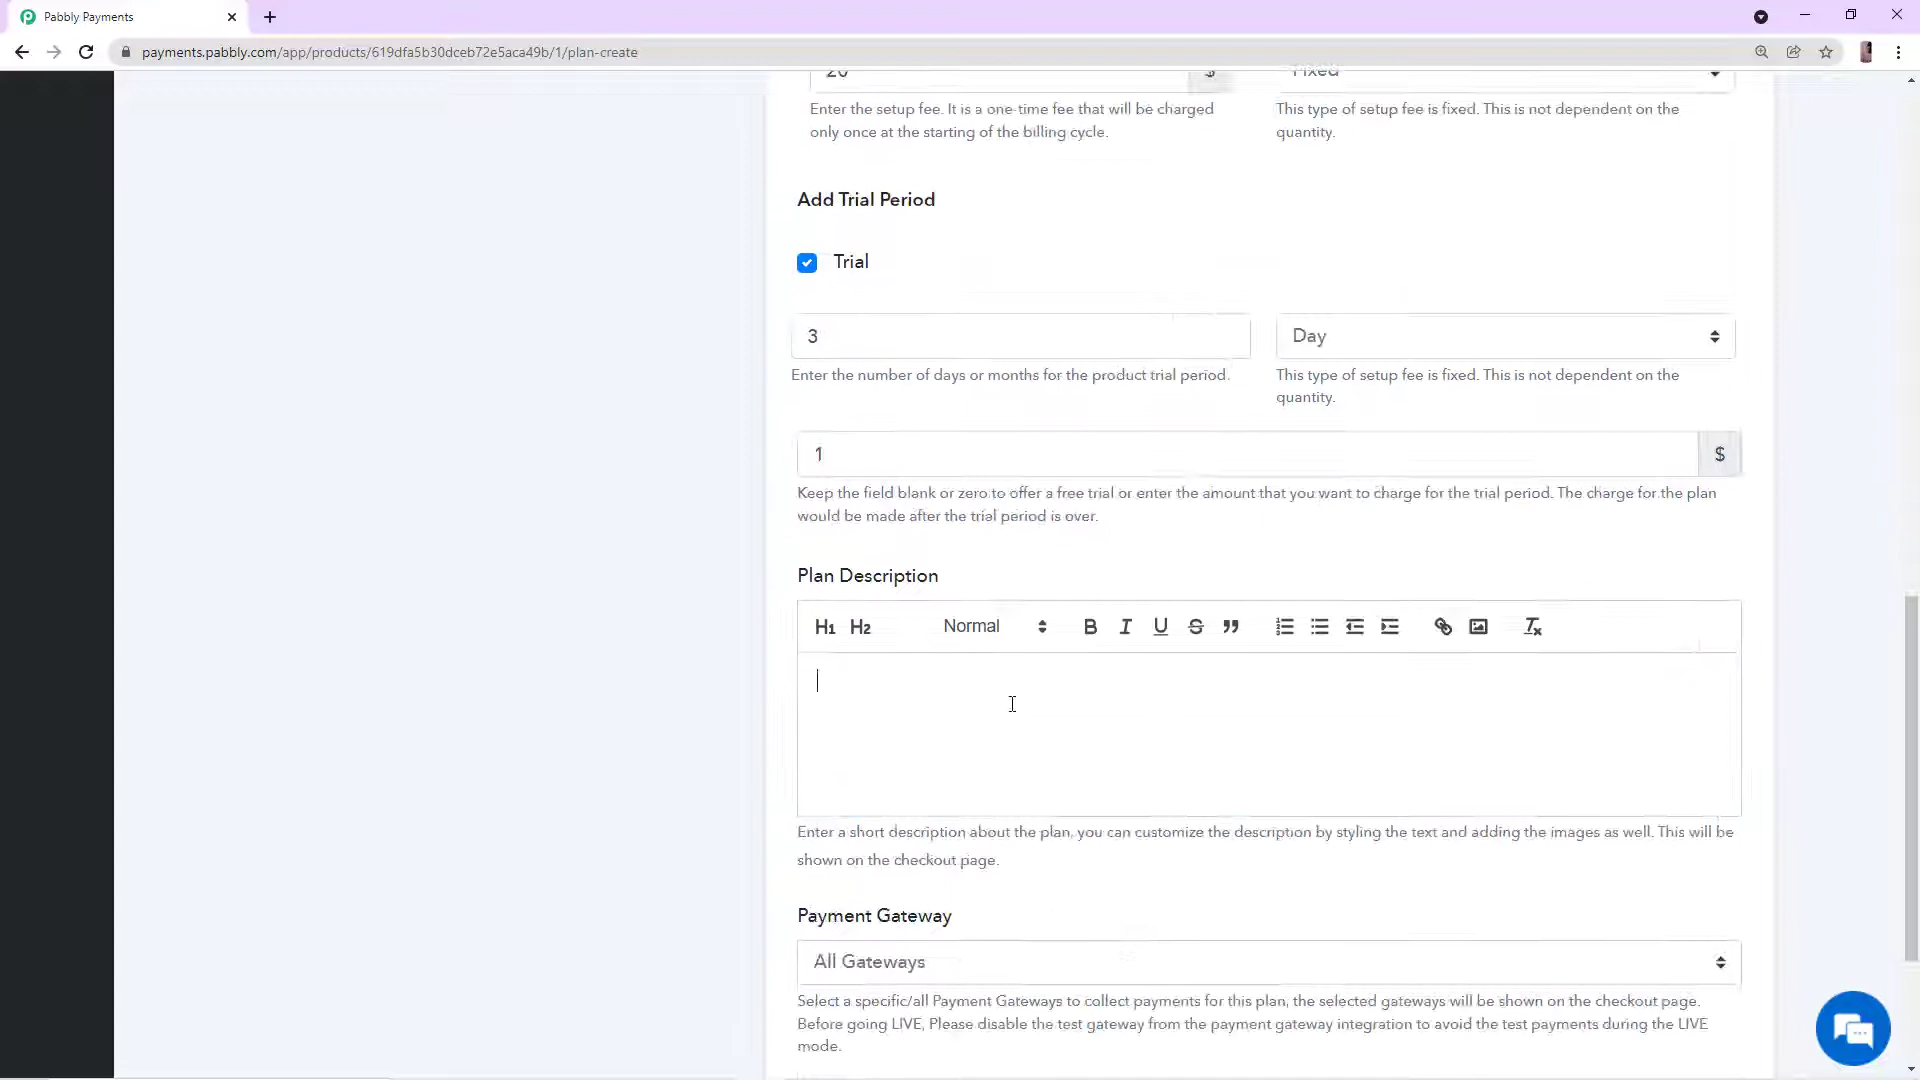 Pabbly Payments
payments.pabbly.com/app/products/619dfa5b30dceb72e5aca49b/1/plan-create
20 $ Fixed
Enter the setup fee. It is a one-time fee that will be charged
only once at the starting of the billing cycle.
This type of setup fee is fixed. This is not dependent on the
quantity.
Add Trial Period
Trial
3
Day
Enter the number of days or months for the product trial period.
This type of setup fee is fixed. This is not dependent on the
quantity.
1 $
Keep the field blank or zero to offer a free trial or enter the amount that you want to charge for the trial period. The charge for the plan
would be made after the trial period is over.
Plan Description
H1 H2 Normal B I U S
Enter a short description about the plan, you can customize the description by styling the text and adding the images as well. This will be
shown on the checkout page.
Payment Gateway
All Gateways
Select a specific/all Payment Gateways to collect payments for this plan, the selected gateways will be shown on the checkout page.
Before going LIVE, Please disable the test gateway from the payment gateway integration to avoid the test payments during the LIVE
mode.